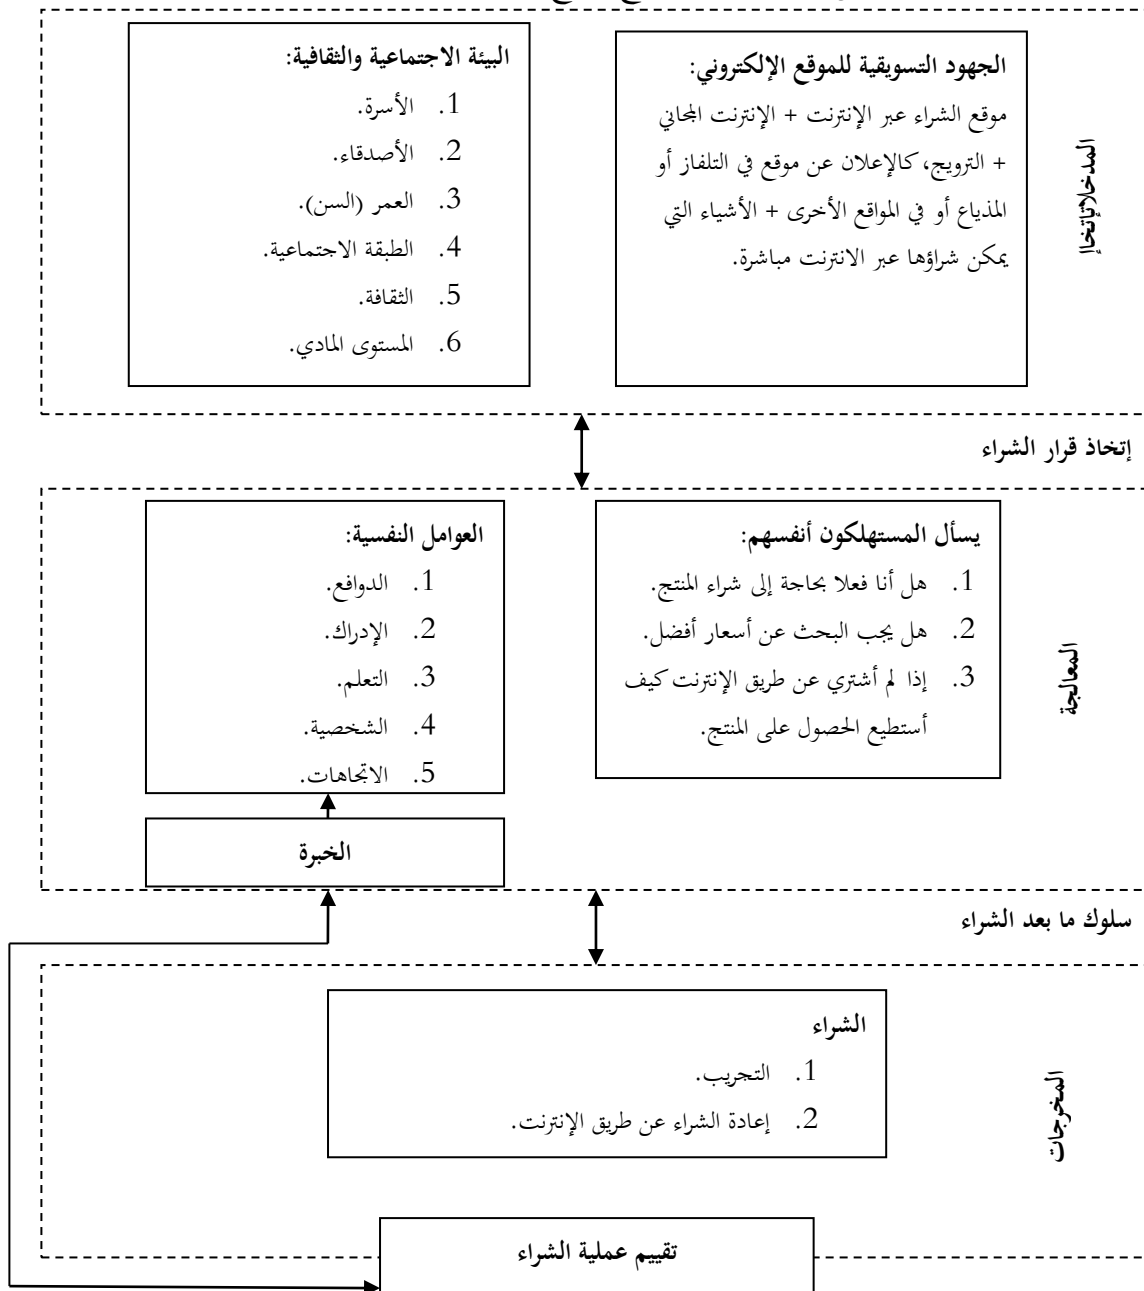 الجهود التسويقية للموقع الإلكتروني:
موقع الشراء عبر الإنترنت + الإنترنت المجاني
+ الترويج، كالإعلان عن موقع في التلفاز أو
المذياع أو في المواقع الأخرى + الأشياء التي
يمكن شراؤها عبر الانترنت مباشرة.
البيئة الاجتماعية والثقافية:
1. الأسرة.
2. الأصدقاء.
3. العمر (السن).
4. الطبقة الاجتماعية.
5. الثقافة.
6. المستوى المادي.
إتخاذ قرار الشراء
المعالجة
يسأل المستهلكون أنفسهم:
1. هل أنا فعلا بحاجة إلى شراء المنتج.
2. هل يجب البحث عن أسعار أفضل.
3. إذا لم أشتري عن طريق الإنترنت كيف
أستطيع الحصول على المنتج.
العوامل النفسية:
1. الدوافع.
2. الإدراك.
3. التعلم.
4. الشخصية.
5. الاتجاهات.
الخبرة
سلوك ما بعد الشراء
المخرجات
الشراء
1. التجريب.
2. إعادة الشراء عن طريق الإنترنت.
تقييم عملية الشراء